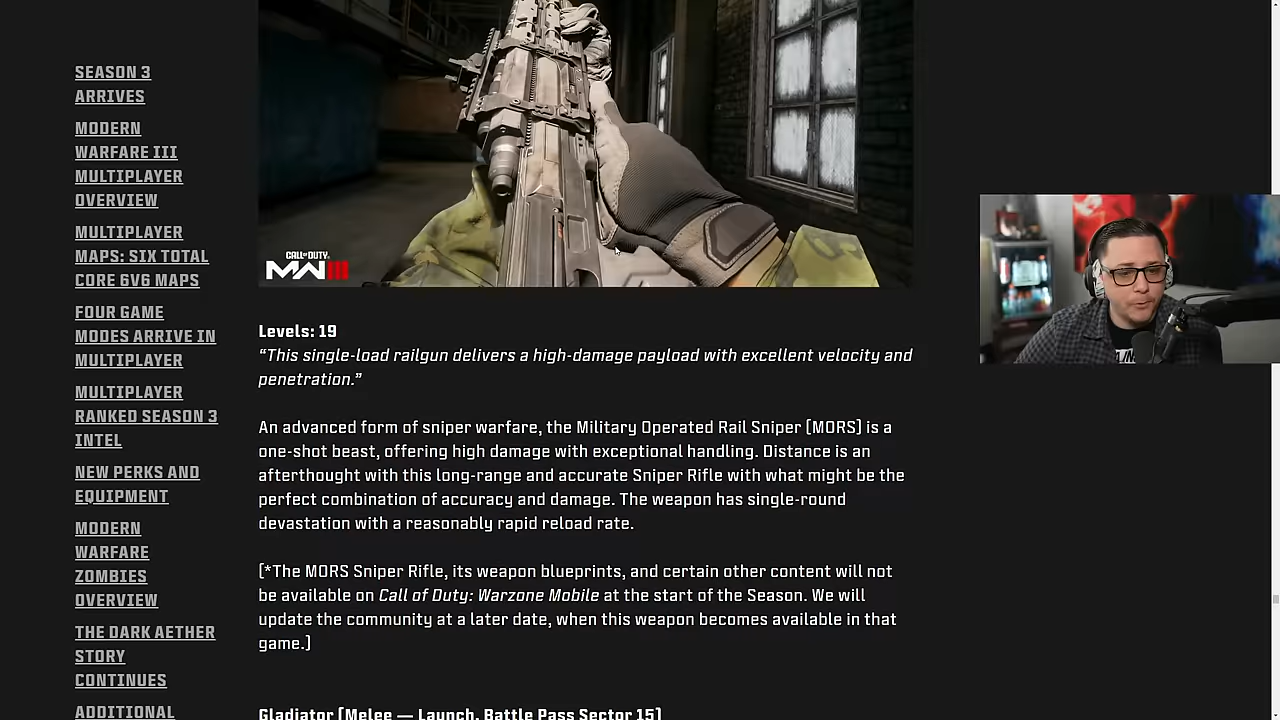 SEASON 3
ARRIVES
MODERN
WARFARE III
MULTIPLAYER
OVERVIEW
MULTIPLAYER
MAPS: SIX TOTAL
CORE 6V6 MAPS
FOUR GAME
MODES ARRIVE IN
MULTIPLAYER
MULTIPLAYER
RANKED SEASON 3
INTEL
NEW PERKS AND
EQUIPMENT
MODERN
WARFARE
ZOMBIES
OVERVIEW
THE DARK AETHER
STORY
CONTINUES
ADDITIONAL
CALL OF DUTY
MWIII
Levels: 19
“This single-load railgun delivers a high-damage payload with excellent velocity and
penetration.”
An advanced form of sniper warfare, the Military Operated Rail Sniper (MORS) is a
one-shot beast, offering high damage with exceptional handling. Distance is an
afterthought with this long-range and accurate Sniper Rifle with what might be the
perfect combination of accuracy and damage. The weapon has single-round
devastation with a reasonably rapid reload rate.
(*The MORS Sniper Rifle, its weapon blueprints, and certain other content will not
be available on Call of Duty: Warzone Mobile at the start of the Season. We will
update the community at a later date, when this weapon becomes available in that
game.)
Gladiator (Melee — Launch, Battle Pass Sector 15)